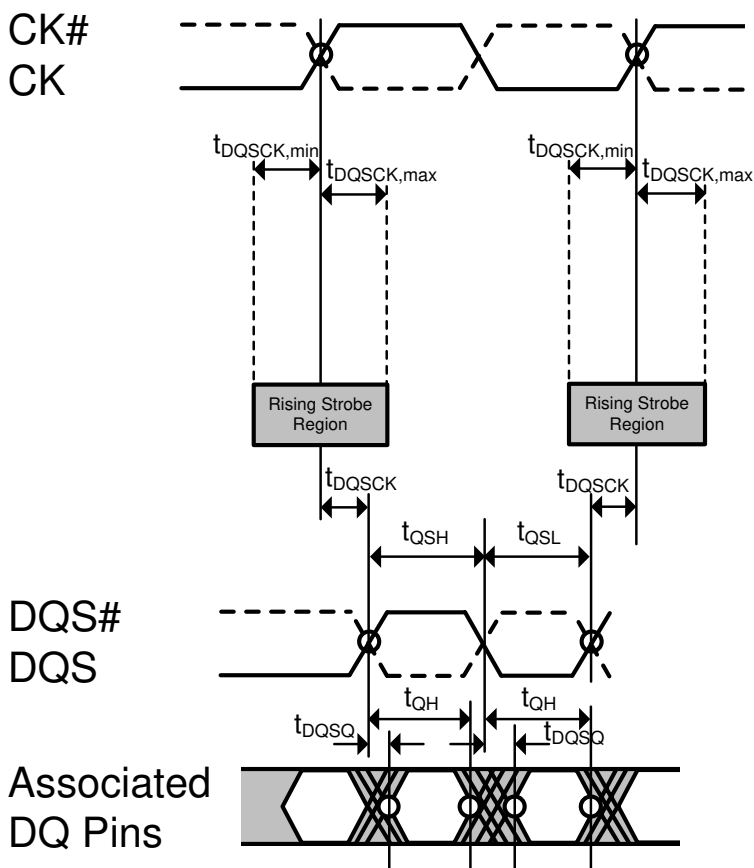 CK#
CK
tDQSCK,min
tDQSCK,max
tDQSCK,min
tDQSCK,max
Rising Strobe
Region
Rising Strobe
Region
tDQSCK
tDQSCK
tQSH
tQSL
DQS#
DQS
tQH
tQH
tDQSQ
tDQSQ
Associated
DQ Pins